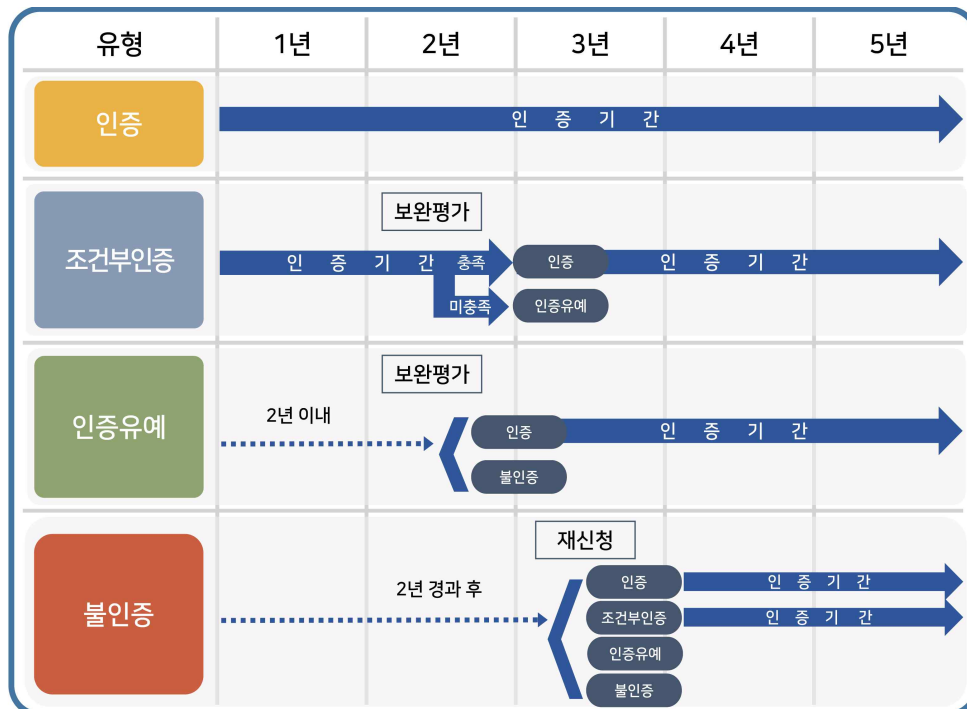 유형 1년 2년 3년 4년 5년
인증
인 증 기 간
조건부인증
보완평가
인 증 기 간 충족
인증
인 증 기 간
미충족
인증유예
인증유예
보완평가
2년 이내
인증
인 증 기 간
불인증
불인증
재신청
2년 경과 후
인증
인 증 기 간
조건부인증
인 증 기 간
인증유예
불인증